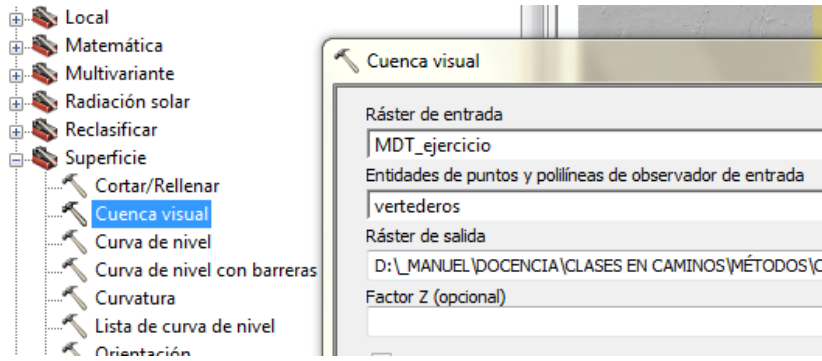 Local
Matemática
Multivariante
Radiación solar
Reclasificar
Superficie
Cortar/Rellenar
Cuenca visual
Curva de nivel
Curva de nivel con barreras
Curvatura
Lista de curva de nivel
Orientación
Cuenca visual
Ráster de entrada
MDT_ejercicio
Entidades de puntos y polilíneas de observador de entrada
vertederos
Ráster de salida
D:\_MANUEL\DOCENCIA\CLASES EN CAMINOS\MÉTODOS\C
Factor Z (opcional)